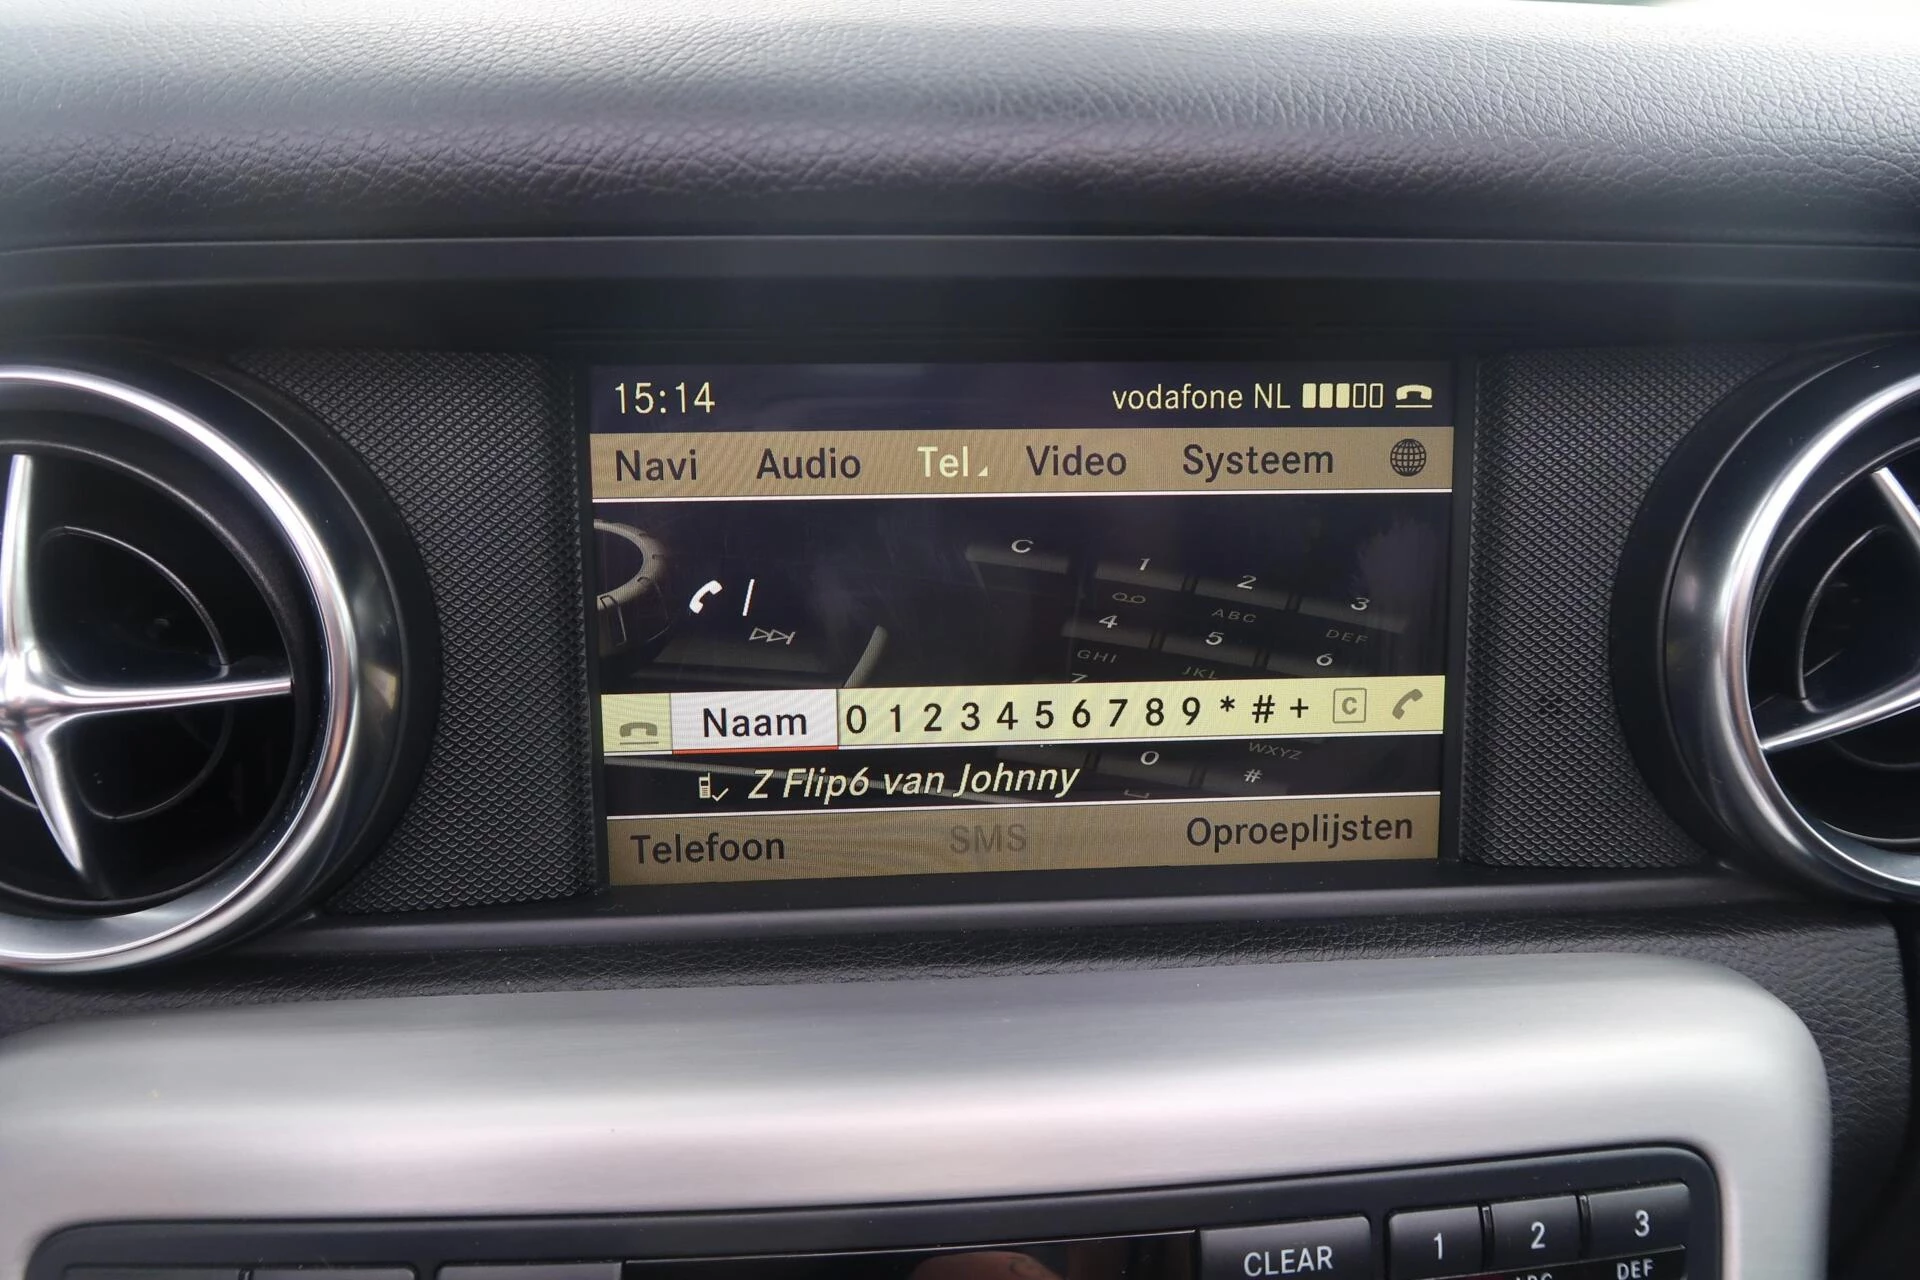 15:14 vodafone NL
Navi Audio Tel Video Systeem
C 1 2 3
ABC DEF
4 5 6
GHI JKL
7
Naam 0 1 2 3 4 5 6 7 8 9 * # + C
0 WXYZ
#
Z Flip6 van Johnny
Telefoon SMS Oproeplijsten
CLEAR 1 2 3
ABC DEF